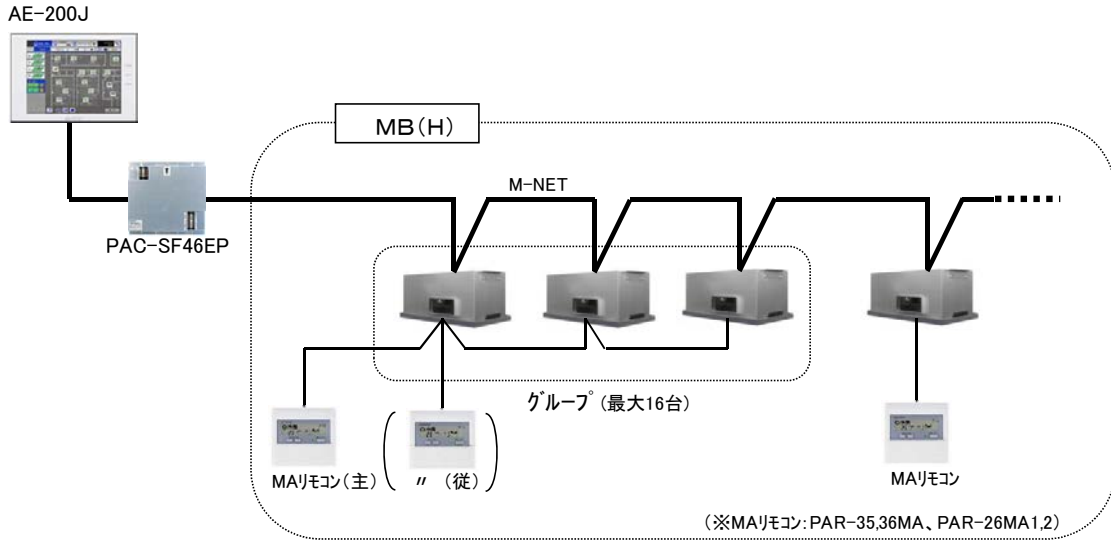 AE-200J
MB(H)
M-NET
PAC-SF46EP
グループ (最大16台)
MAリモコン(主)
〃 (従)
MAリモコン
(※MAリモコン:PAR-35,36MA、PAR-26MA1,2)